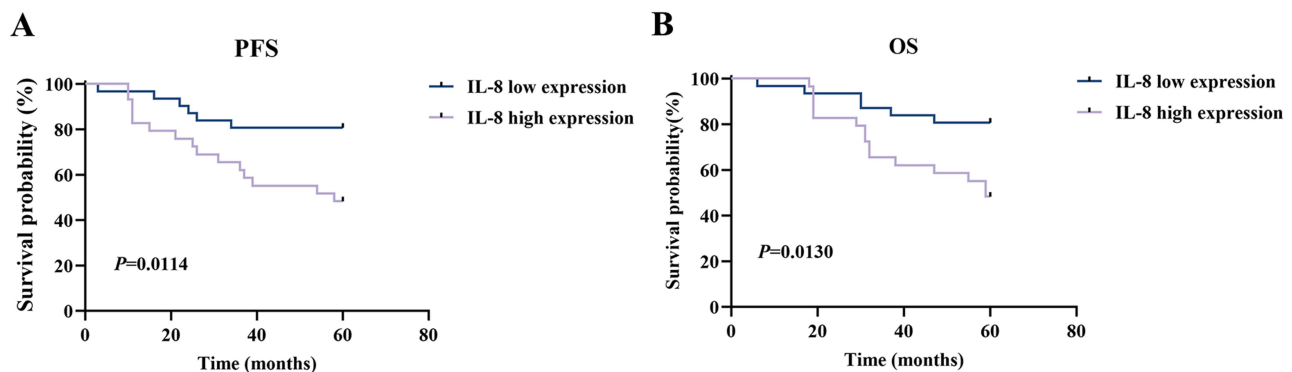 A
PFS
Survival probability (%)
100
80
60
40
20
0
0 20 40 60 80
Time (months)
P=0.0114
IL-8 low expression
IL-8 high expression
B
OS
Survival probability(%)
100
80
60
40
20
0
0 20 40 60 80
Time (months)
P=0.0130
IL-8 low expression
IL-8 high expression